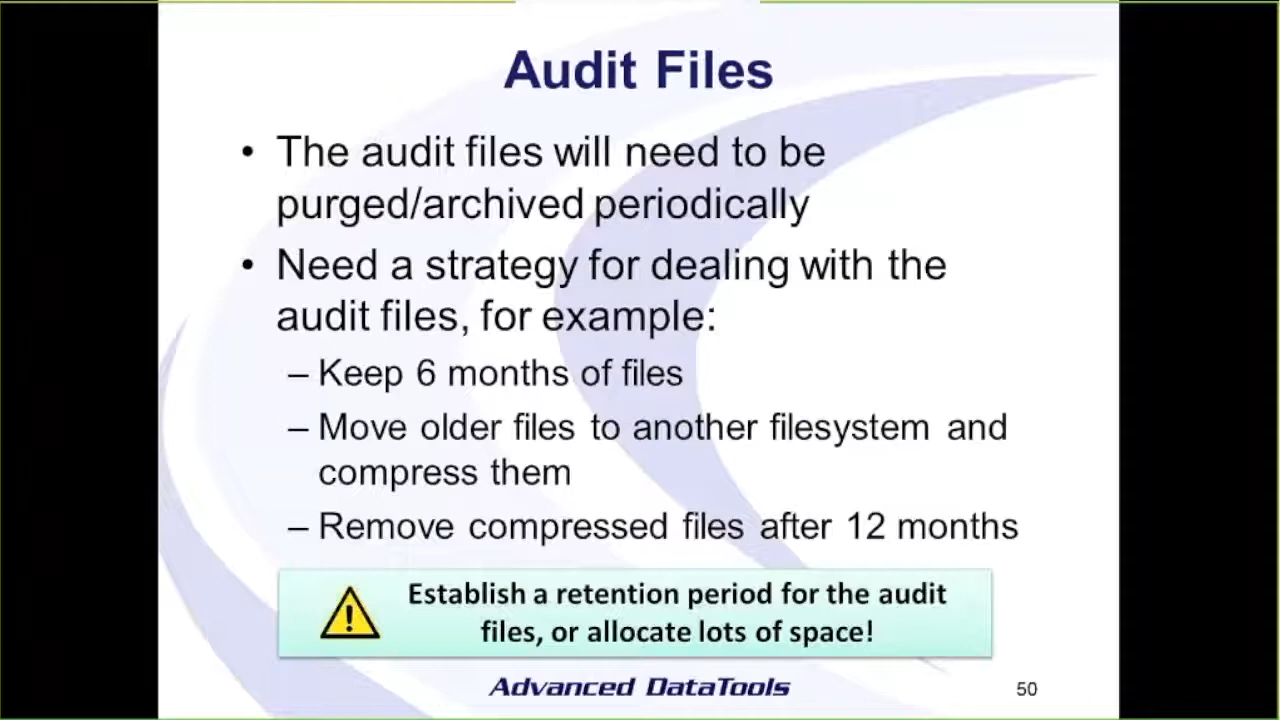 Audit Files
• The audit files will need to be
purged/archived periodically
• Need a strategy for dealing with the
audit files, for example:
– Keep 6 months of files
– Move older files to another filesystem and
compress them
– Remove compressed files after 12 months
Establish a retention period for the audit
files, or allocate lots of space!
Advanced DataTools
50